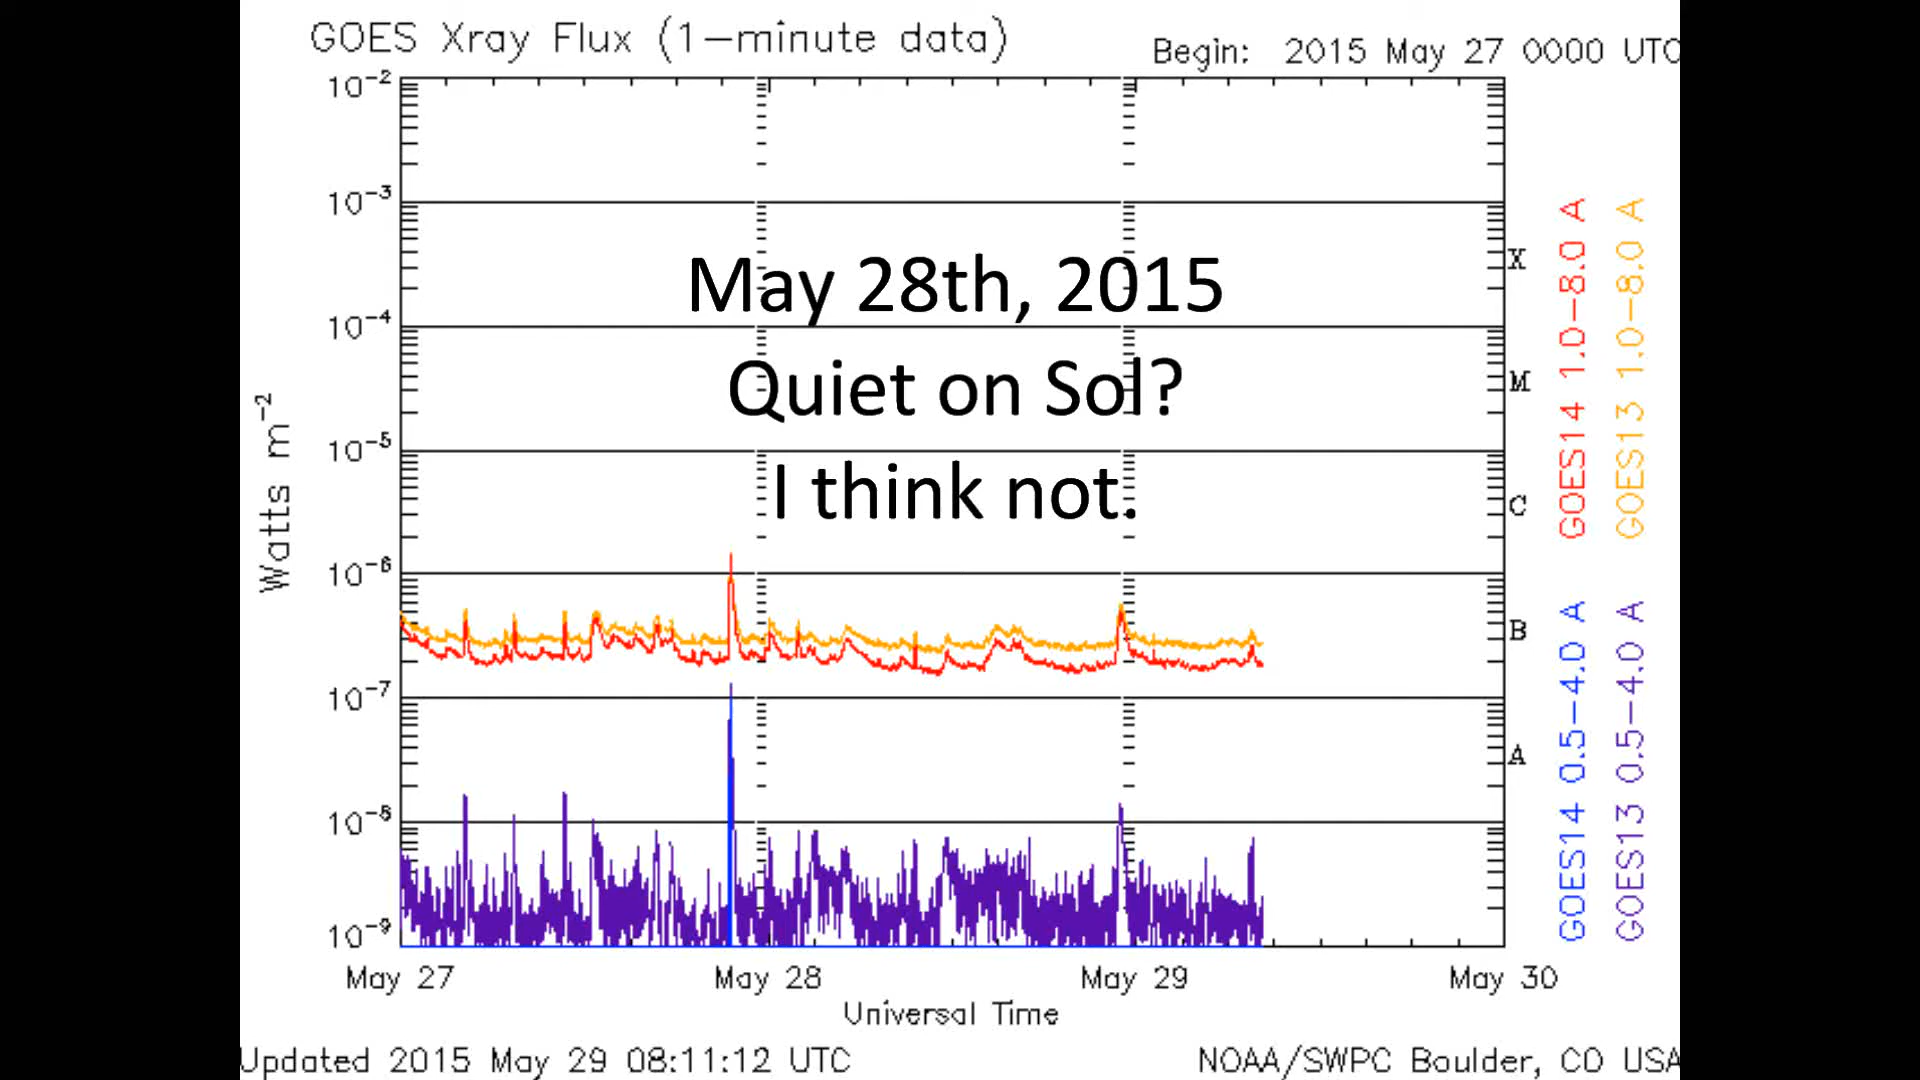 GOES Xray Flux (1-minute data)
Begin: 2015 May 27 0000 UTC
10-2
10-3
10-4
10-5
10-6
10-7
10-8
10-9
Watts m-2
May 28th, 2015
Quiet on Sol?
I think not.
X
M
C
B
A
GOES14 1.0-8.0 A
GOES13 1.0-8.0 A
GOES14 0.5-4.0 A
GOES13 0.5-4.0 A
May 27
May 28
May 29
May 30
Universal Time
Updated 2015 May 29 08:11:12 UTC
NOAA/SWPC Boulder, CO USA